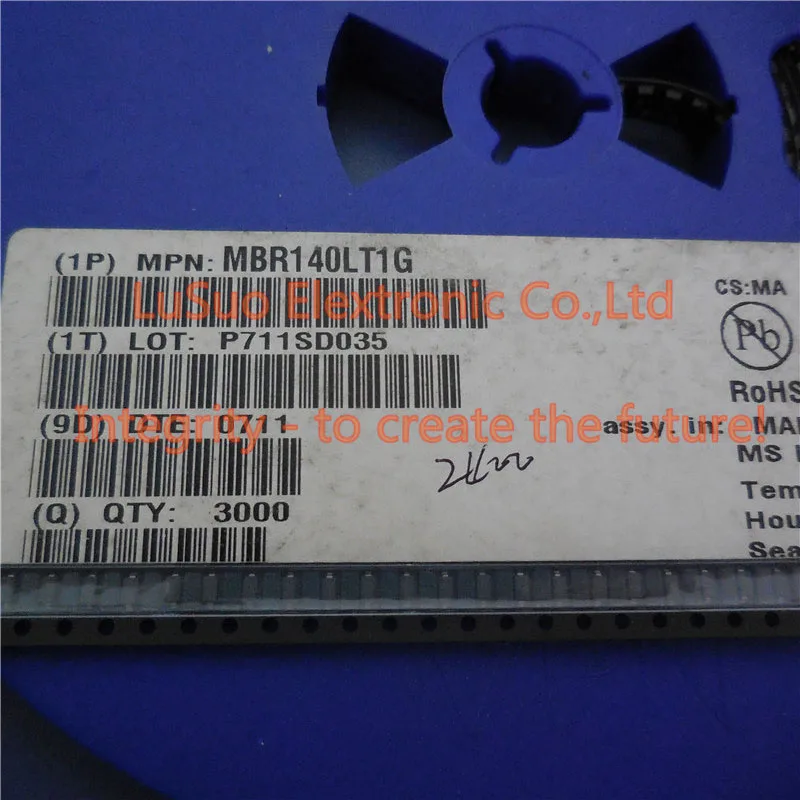 (1P) MPN: MBR140LT1G
CS:MA
LuSuo Elextronic Co.,Ltd
Pb
(1T) LOT: P711SD035
RoHS
Integrity - to create the future!
(9D) DTE: 0711
assy. in: MA
MS
(Q) QTY: 3000
Tem
Hou
Sea